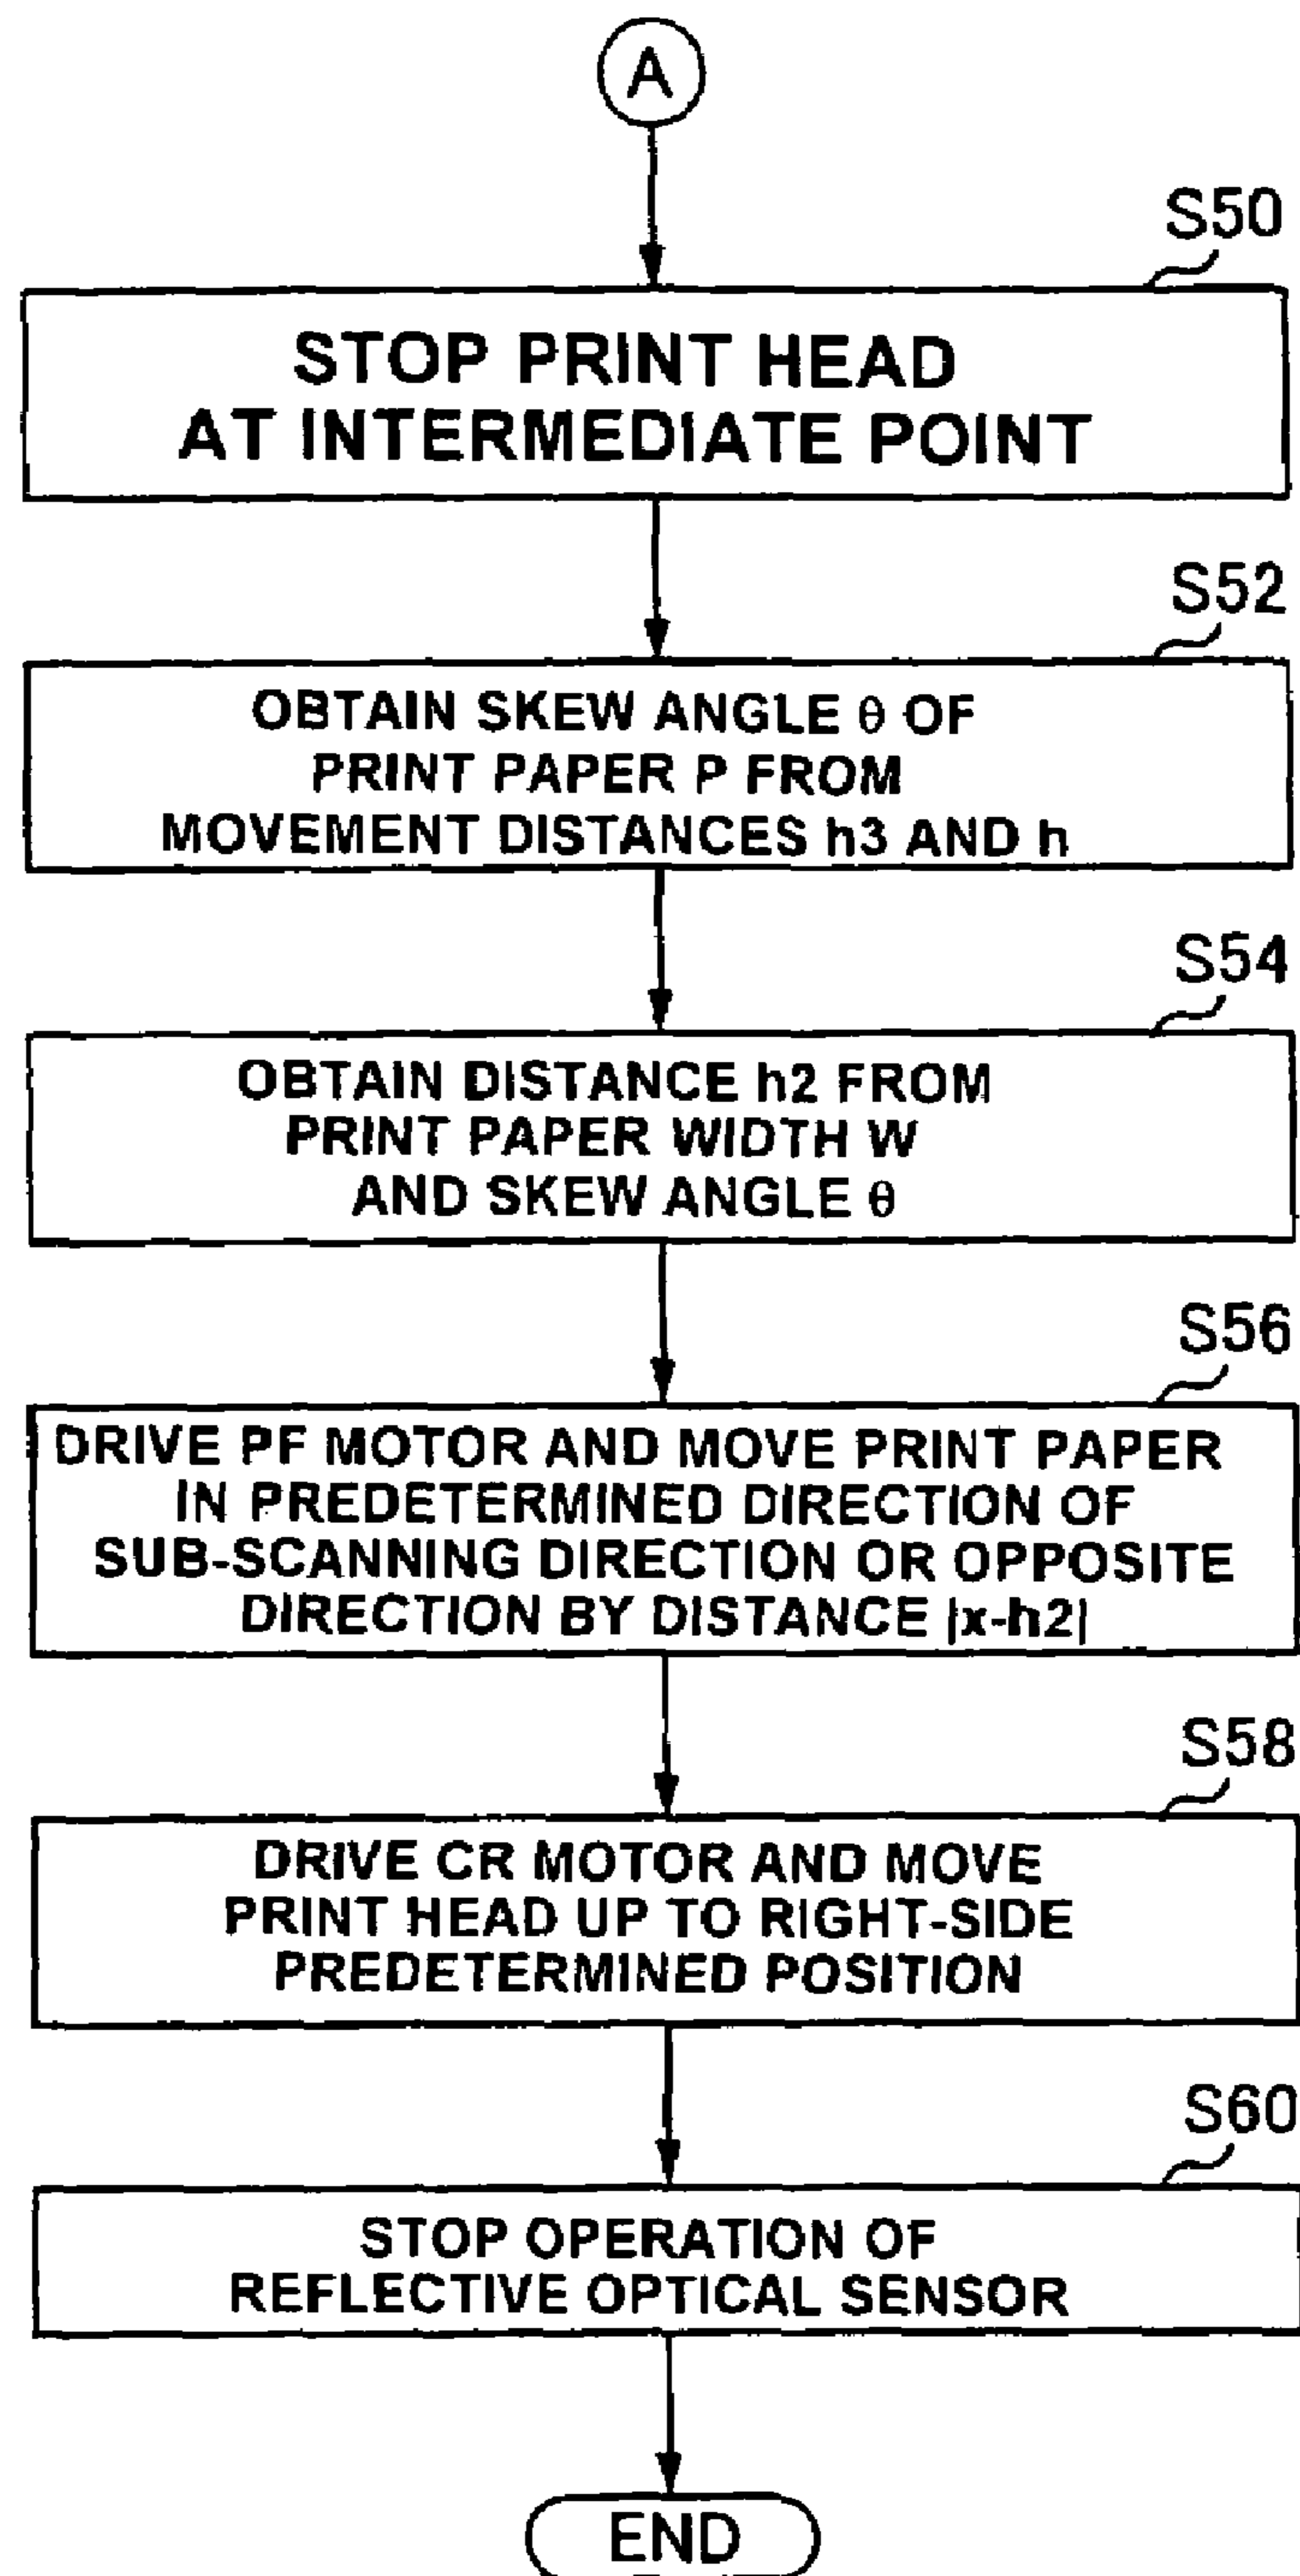 A
S50
STOP PRINT HEAD
AT INTERMEDIATE POINT
S52
OBTAIN SKEW ANGLE θ OF
PRINT PAPER P FROM
MOVEMENT DISTANCES h3 AND h
S54
OBTAIN DISTANCE h2 FROM
PRINT PAPER WIDTH W
AND SKEW ANGLE θ
S56
DRIVE PF MOTOR AND MOVE PRINT PAPER
IN PREDETERMINED DIRECTION OF
SUB-SCANNING DIRECTION OR OPPOSITE
DIRECTION BY DISTANCE |x-h2|
S58
DRIVE CR MOTOR AND MOVE
PRINT HEAD UP TO RIGHT-SIDE
PREDETERMINED POSITION
S60
STOP OPERATION OF
REFLECTIVE OPTICAL SENSOR
END